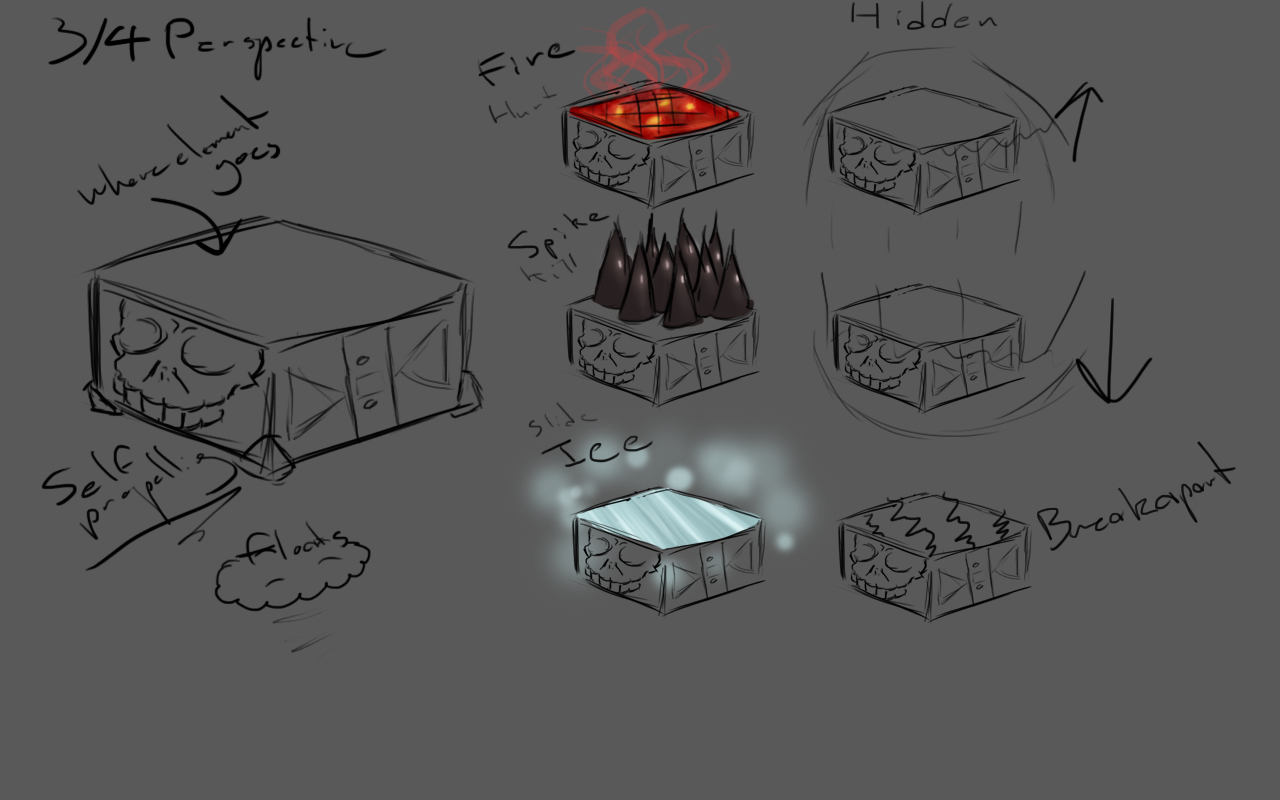 3/4 Perspective
where element
goes
Self
propelling
floats
Fire
Hurt
Spike
Kill
slide
Ice
Hidden
Breakapart